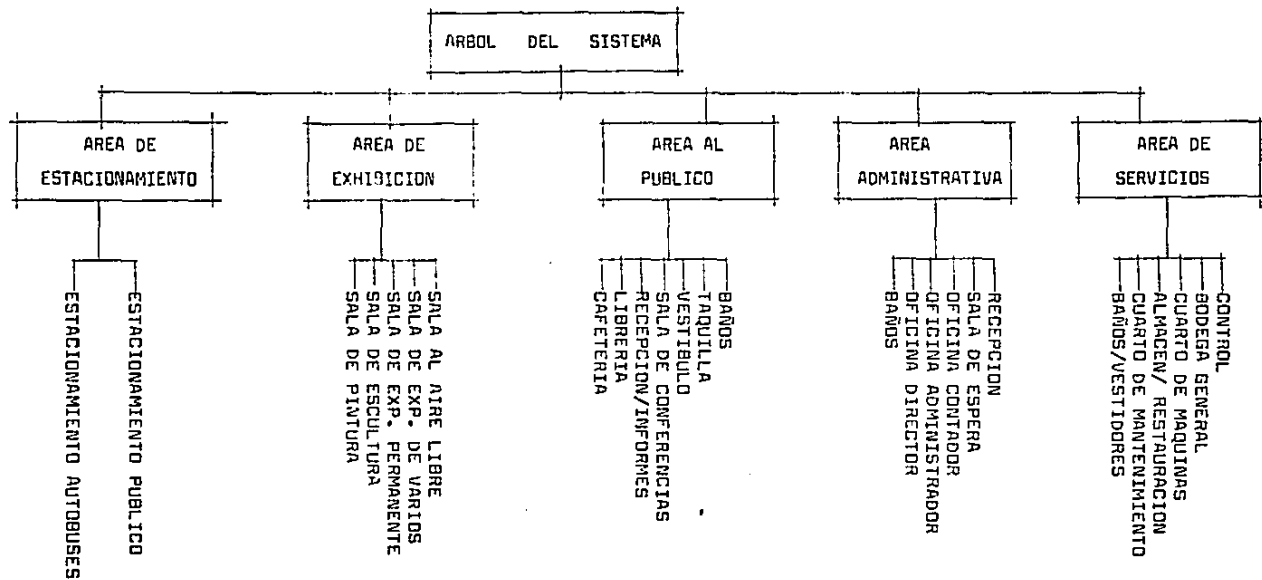 ARBOL DEL SISTEMA
AREA DE
ESTACIONAMIENTO
ESTACIONAMIENTO PUBLICO
ESTACIONAMIENTO AUTOBUSES
AREA DE
EXHIBICION
SALA AL AIRE LIBRE
SALA DE EXP. DE VARIOS
SALA DE EXP. PERMANENTE
SALA DE ESCULTURA
SALA DE PINTURA
AREA AL
PUBLICO
BAÑOS
TAQUILLA
VESTIBULO
SALA DE CONFERENCIAS
RECEPCION/INFORMES
LIBRERIA
CAFETERIA
AREA
ADMINISTRATIVA
RECEPCION
SALA DE ESPERA
OFICINA CONTADOR
OFICINA ADMINISTRADOR
OFICINA DIRECTOR
BAÑOS
AREA DE
SERVICIOS
CONTROL
BODEGA GENERAL
CUARTO DE MAQUINAS
ALMACEN/ RESTAURACION
CUARTO DE MANTENIMIENTO
BAÑOS/VESTIDORES